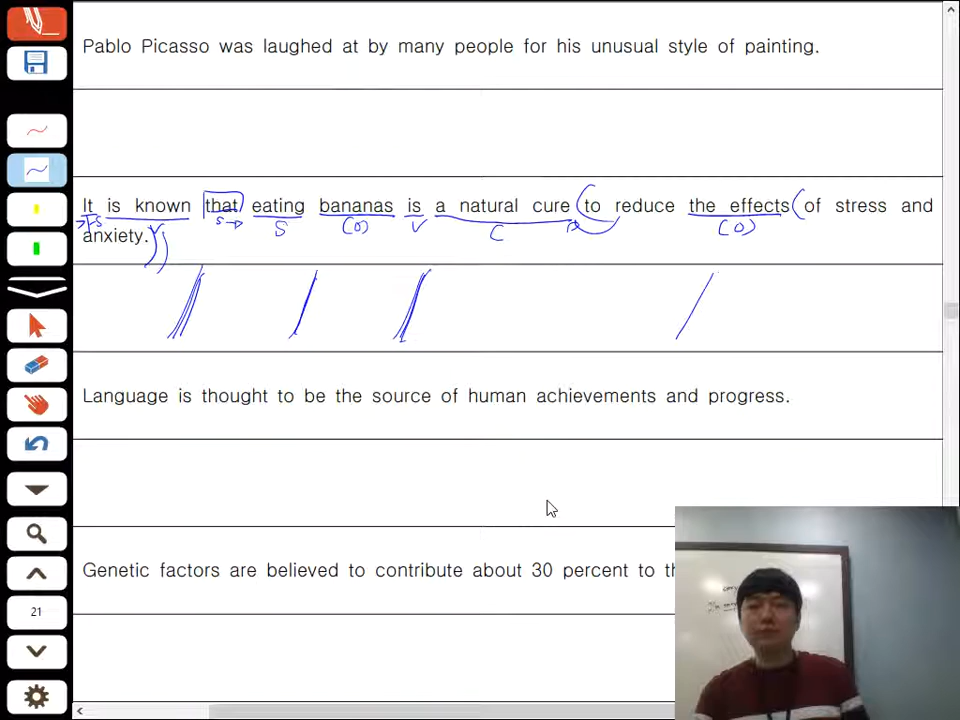 Pablo Picasso was laughed at by many people for his unusual style of painting.
It is known that eating bananas is a natural cure to reduce the effects of stress and
S S (O) V C (O)
anxiety.
Language is thought to be the source of human achievements and progress.
Genetic factors are believed to contribute about 30 percent to
21